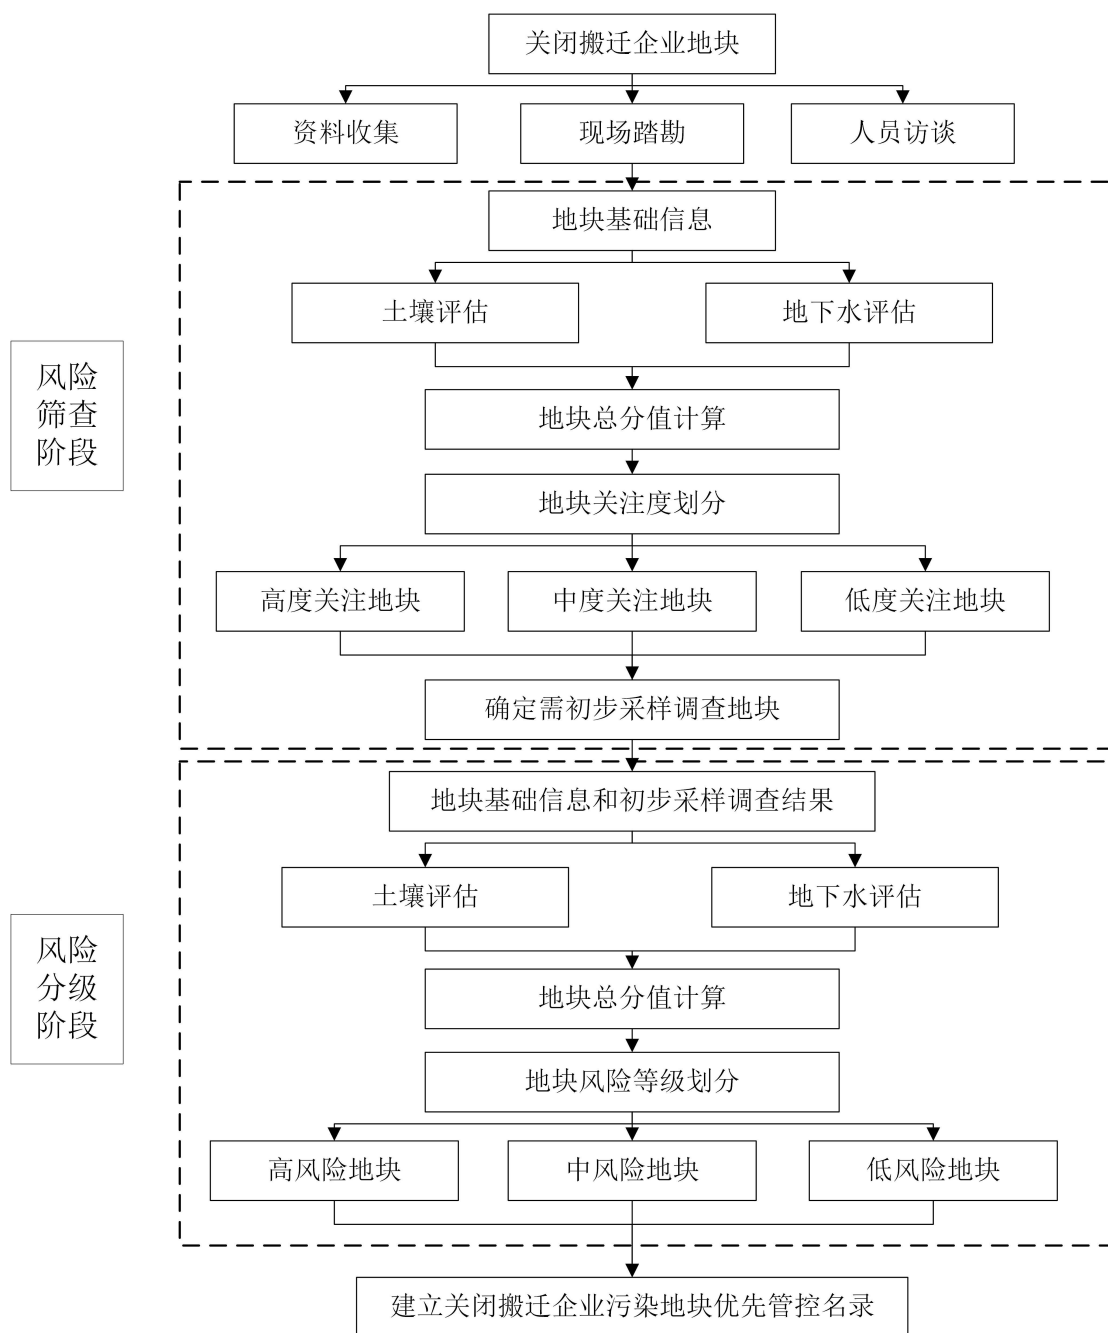 关闭搬迁企业地块
资料收集
现场踏勘
人员访谈
地块基础信息
土壤评估
地下水评估
风险
筛查
阶段
地块总分值计算
地块关注度划分
高度关注地块
中度关注地块
低度关注地块
确定需初步采样调查地块
地块基础信息和初步采样调查结果
土壤评估
地下水评估
风险
分级
阶段
地块总分值计算
地块风险等级划分
高风险地块
中风险地块
低风险地块
建立关闭搬迁企业污染地块优先管控名录